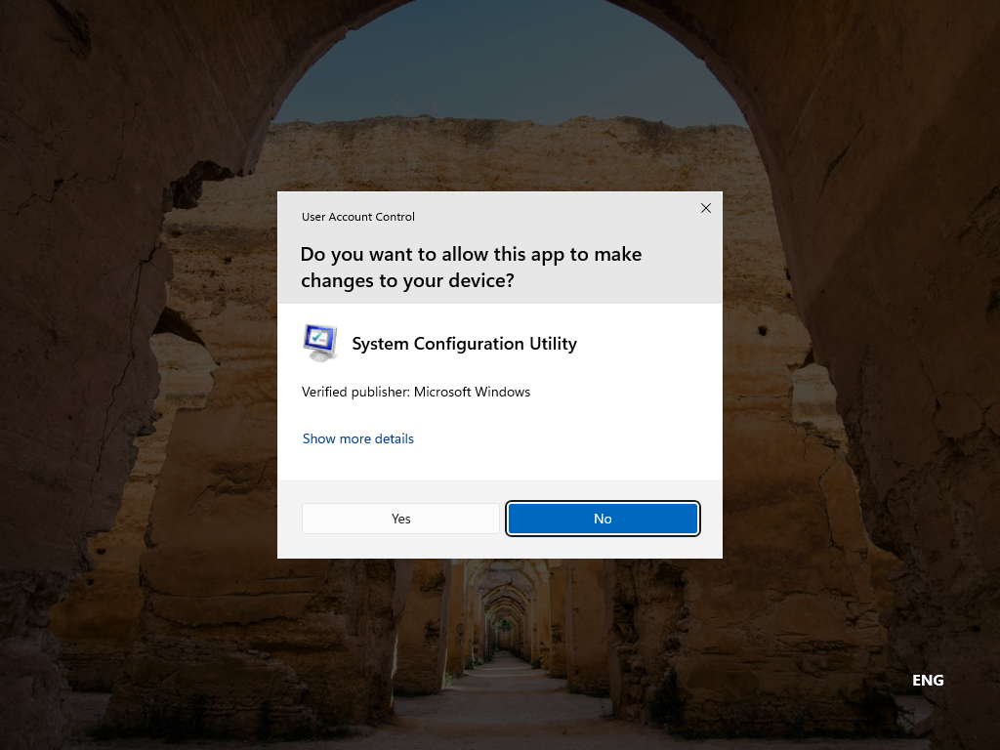 User Account Control
Do you want to allow this app to make
changes to your device?
System Configuration Utility
Verified publisher: Microsoft Windows
Show more details
Yes
No
ENG